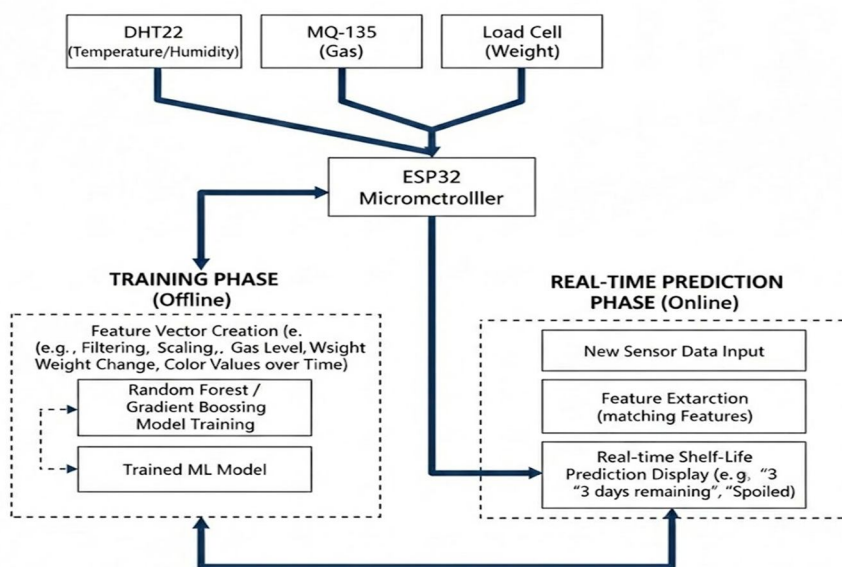 DHT22
(Temperature/Humidity)
MQ-135
(Gas)
Load Cell
(Weight)
ESP32
Micromctrolller
TRAINING PHASE
(Offline)
Feature Vector Creation (e.
(e.g., Filtering, Scaling,. Gas Level, Wsight
Weight Change, Color Values over Time)
Random Forest /
Gradient Boossing
Model Training
Trained ML Model
REAL-TIME PREDICTION
PHASE (Online)
New Sensor Data Input
Feature Extarction
(matching Features)
Real-time Shelf-Life
Prediction Display (e.g, “3
“3 days remaining”, “Spoiled)